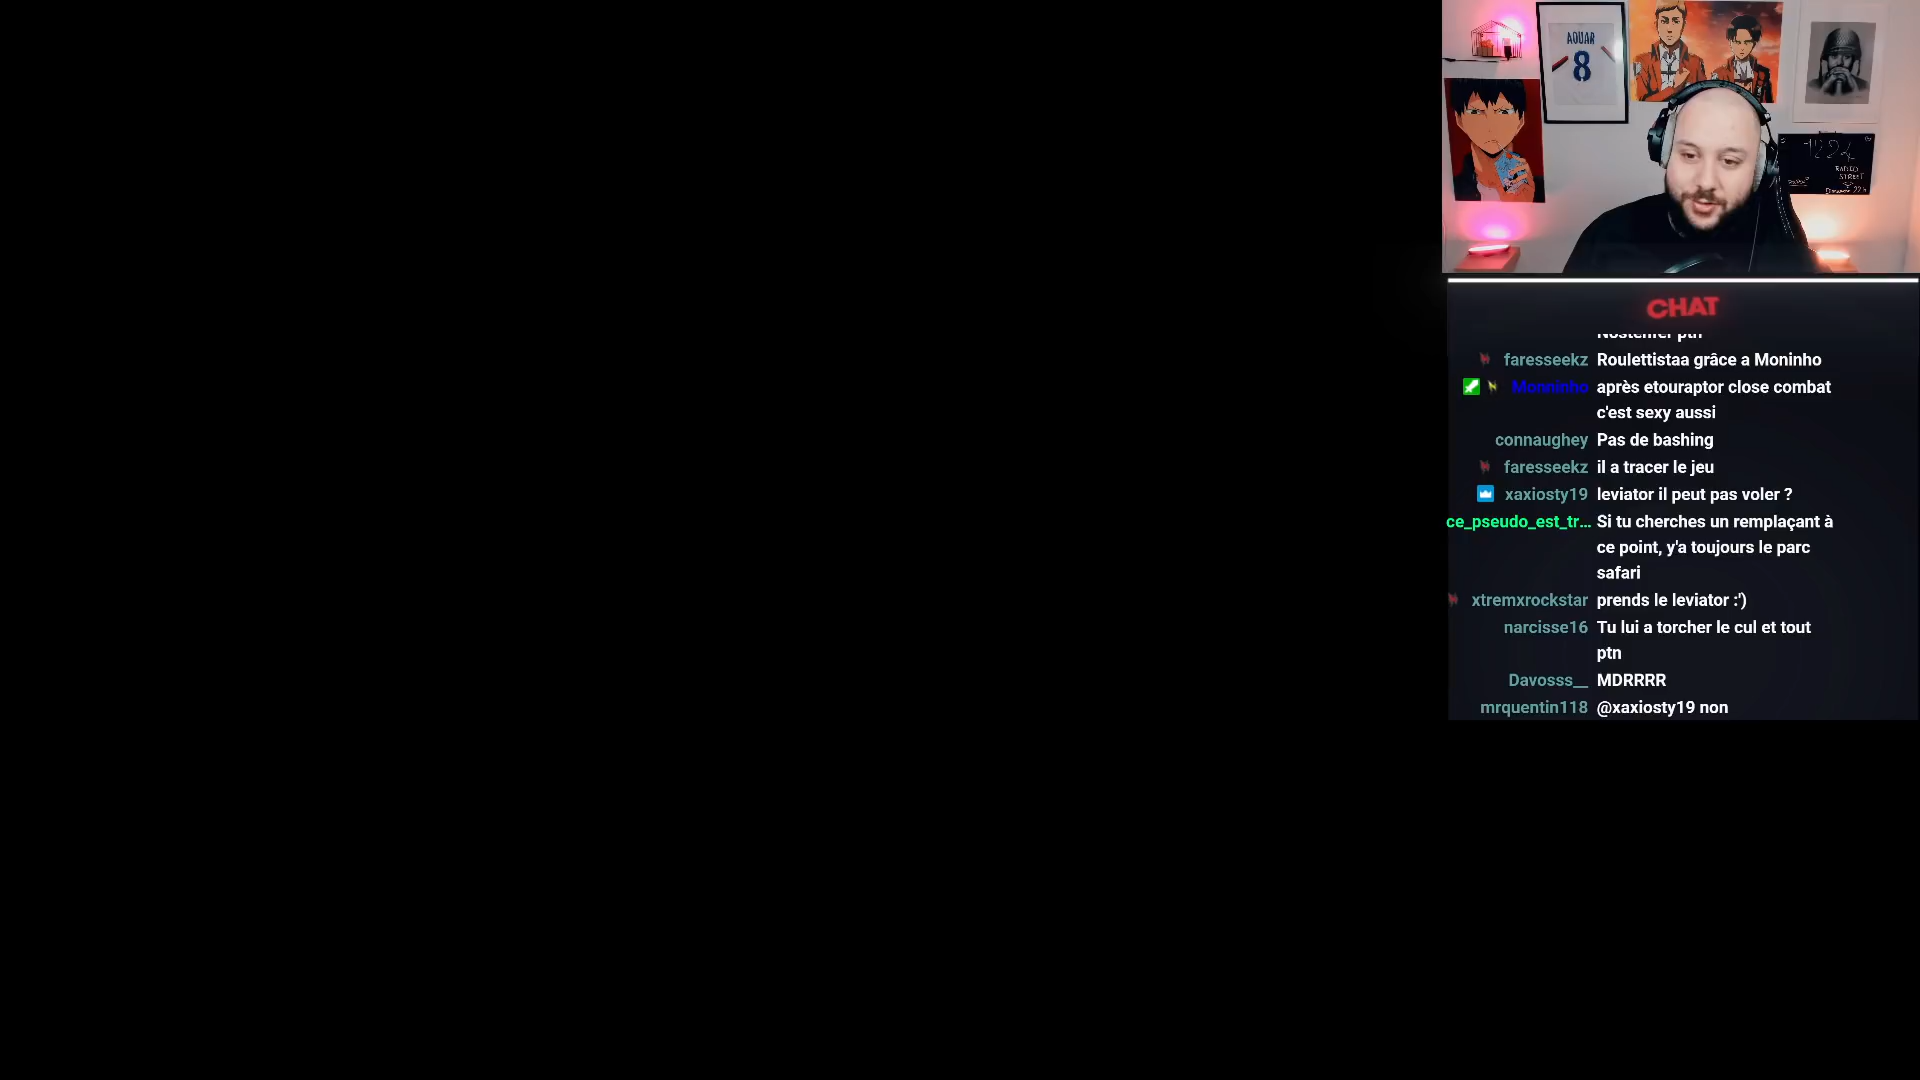 AOUAR
8
RADIO
STREET
CHAT
faresseekz Roulettistaa grâce a Moninho
Monninho après etouraptor close combat
c'est sexy aussi
connaughey Pas de bashing
faresseekz il a tracer le jeu
xaxiosty19 leviator il peut pas voler ?
ce_pseudo_est_tr... Si tu cherches un remplaçant à
ce point, y'a toujours le parc
safari
xtremxrockstar prends le leviator :')
narcisse16 Tu lui a torcher le cul et tout
ptn
Davosss__ MDRRRR
mrquentin118 @xaxiosty19 non